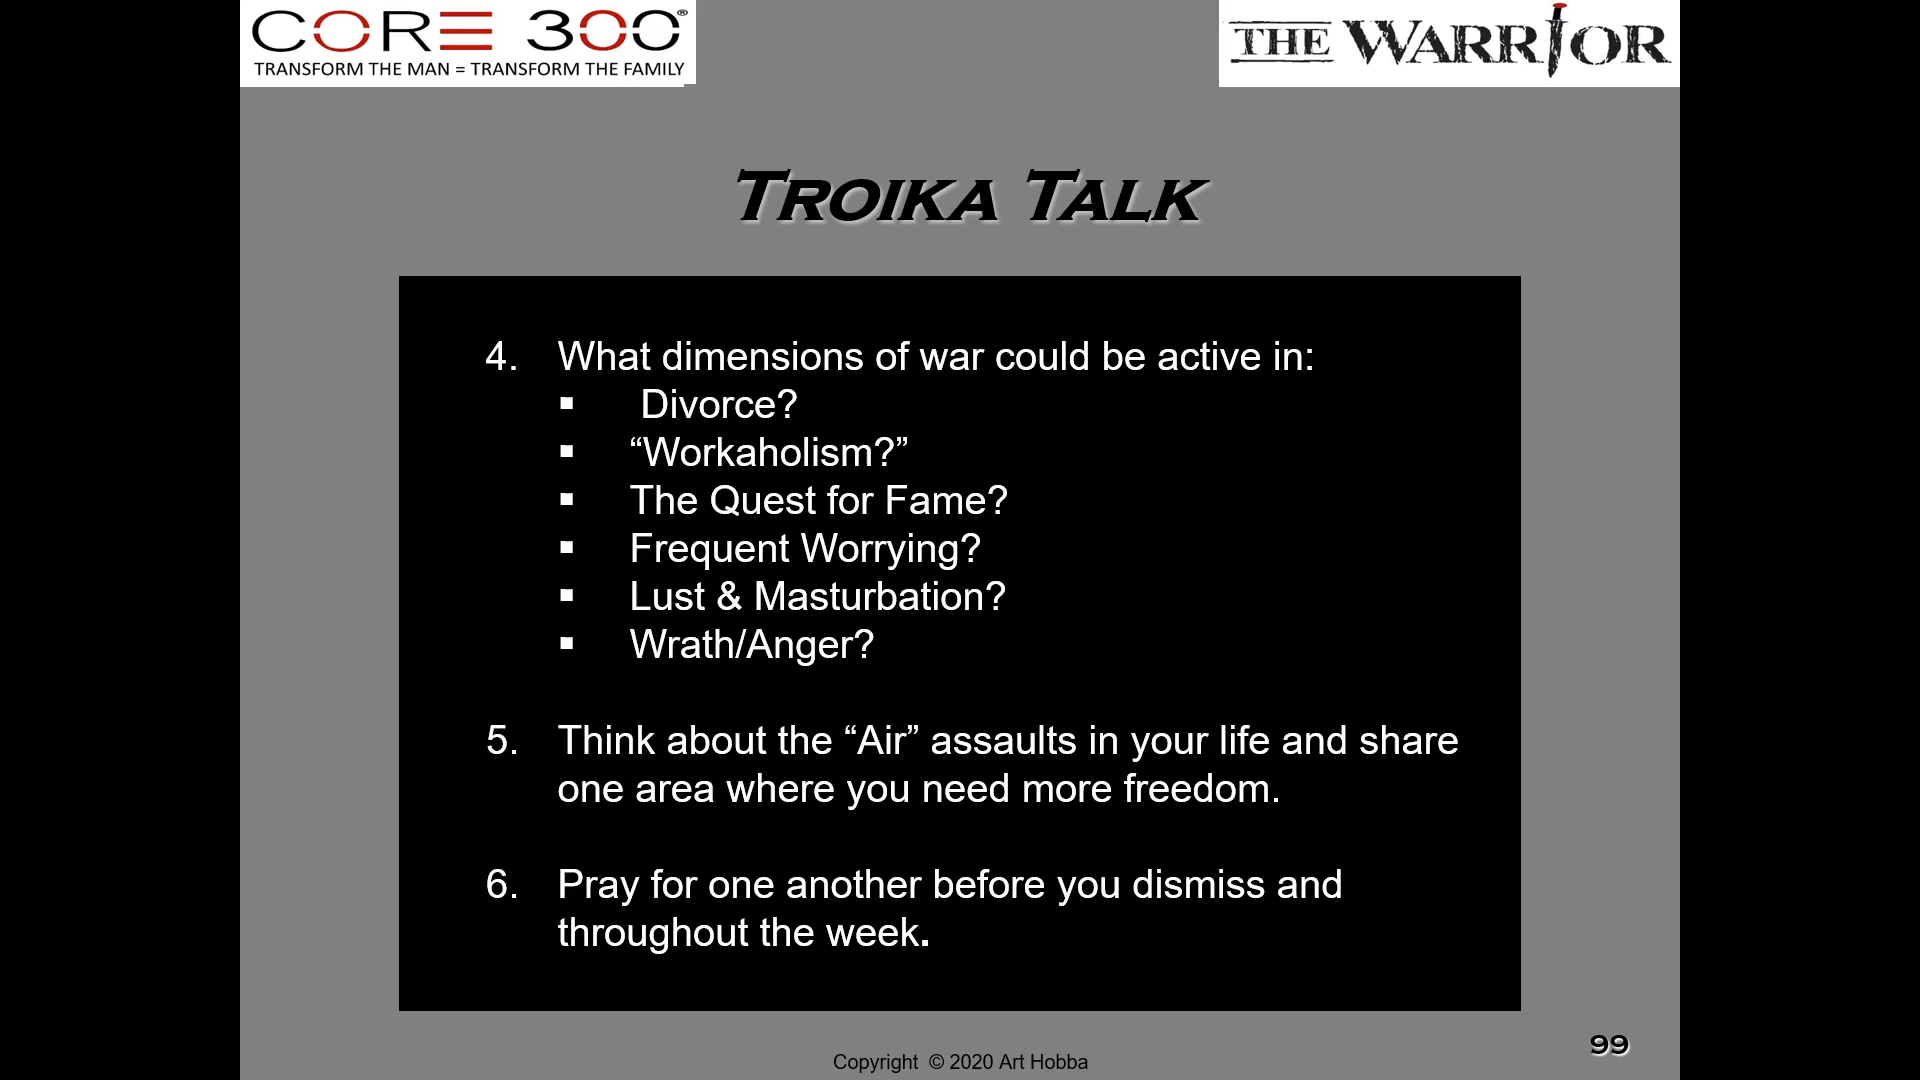 CORE 300®
TRANSFORM THE MAN = TRANSFORM THE FAMILY
THE WARRIOR
TROIKA TALK
4. What dimensions of war could be active in:
▪ Divorce?
▪ “Workaholism?”
▪ The Quest for Fame?
▪ Frequent Worrying?
▪ Lust & Masturbation?
▪ Wrath/Anger?
5. Think about the “Air” assaults in your life and share
one area where you need more freedom.
6. Pray for one another before you dismiss and
throughout the week.
99
Copyright © 2020 Art Hobba